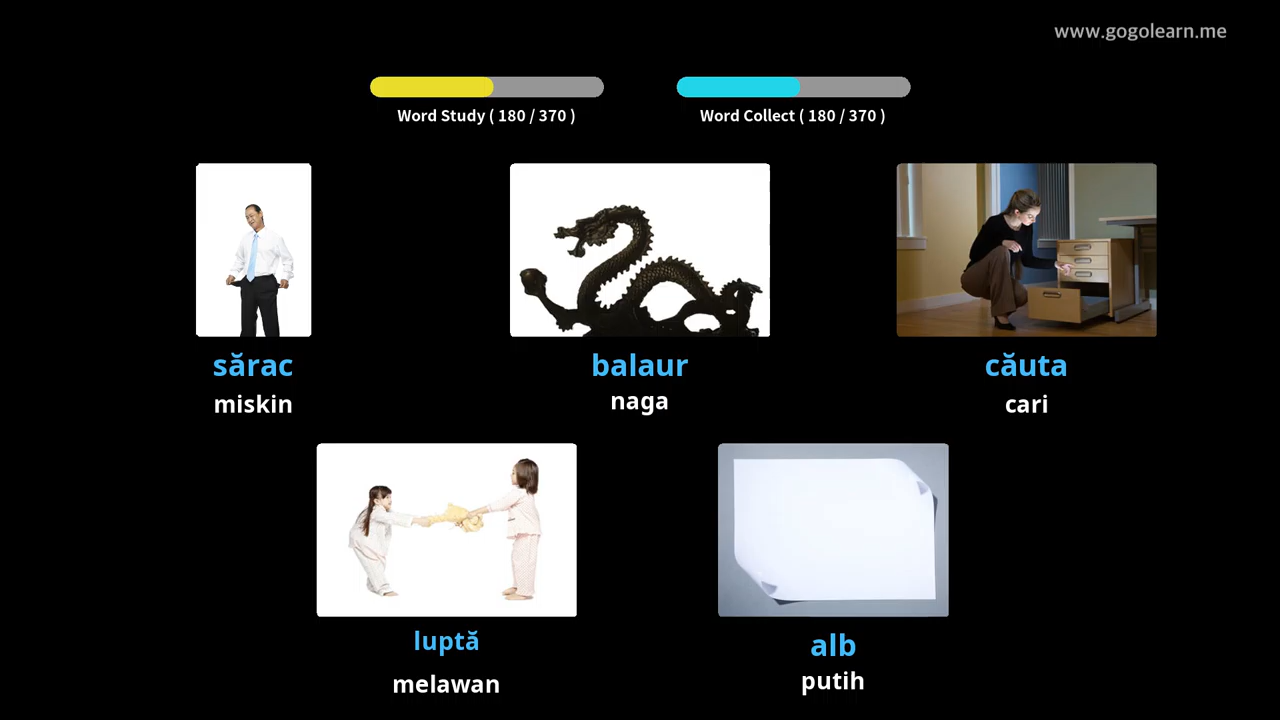 www.gogolearn.me
Word Study ( 180 / 370 )
Word Collect ( 180 / 370 )
sărac
miskin
balaur
naga
căuta
cari
luptă
melawan
alb
putih